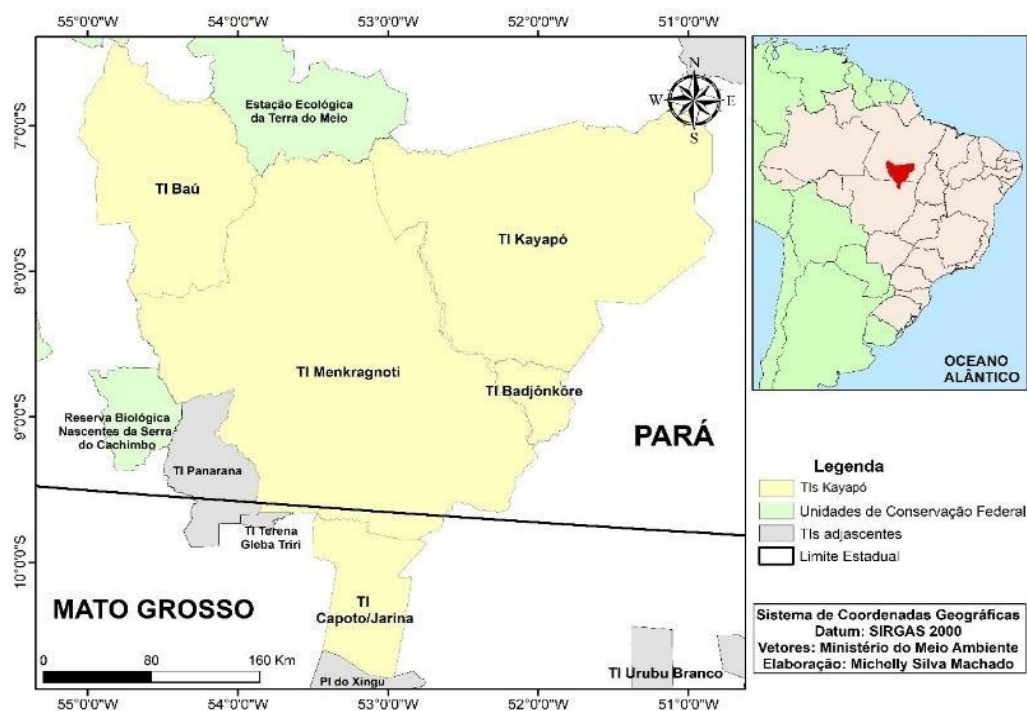 55°0'0"W 54°0'0"W 53°0'0"W 52°0'0"W 51°0'0"W
N
W E
S
7°0'0"S
8°0'0"S
9°0'0"S
10°0'0"S
Estação Ecológica
da Terra do Meio
TI Baú
TI Kayapó
TI Menkragnoti
TI Badjônkôre
Reserva Biológica
Nascentes da Serra
do Cachimbo
PARÁ
TI Panarana
TI Terena
Gleba Triri
MATO GROSSO
TI
Capoto/Jarina
0 80 160 Km
PI do Xingu
TI Urubu Branco
55°0'0"W 54°0'0"W 53°0'0"W 52°0'0"W 51°0'0"W
OCEANO
ALÂNTICO
Legenda
TIs Kayapó
Unidades de Conservação Federal
TIs adjascentes
Limite Estadual
Sistema de Coordenadas Geográficas
Datum: SIRGAS 2000
Vetores: Ministério do Meio Ambiente
Elaboração: Michelly Silva Machado